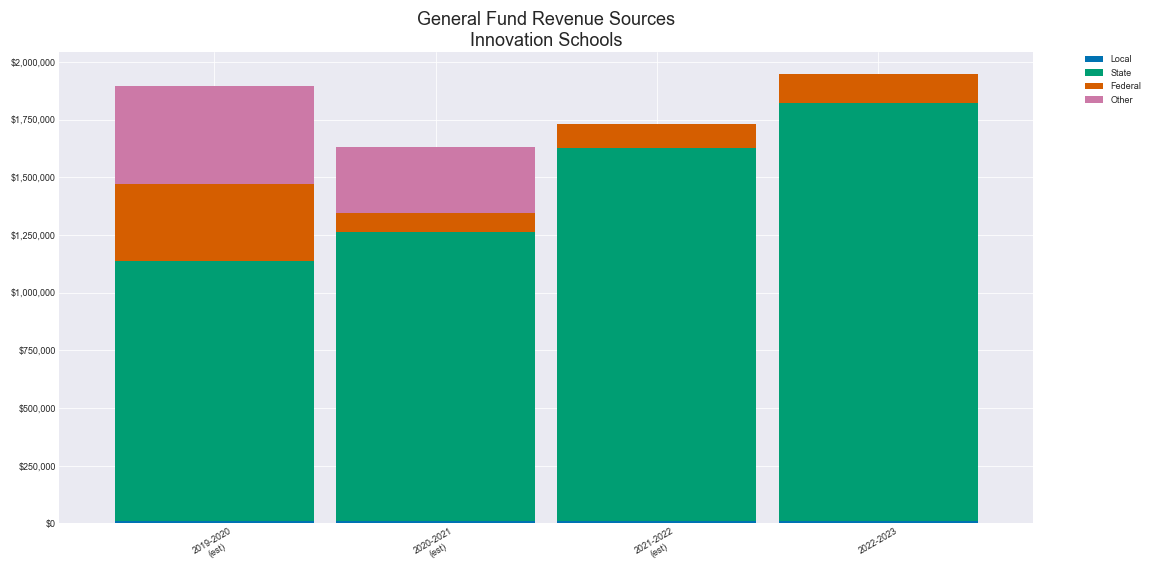 General Fund Revenue Sources
Innovation Schools
Local
State
Federal
Other
$2,000,000
$1,750,000
$1,500,000
$1,250,000
$1,000,000
$750,000
$500,000
$250,000
$0
2019-2020
(est)
2020-2021
(est)
2021-2022
(est)
2022-2023